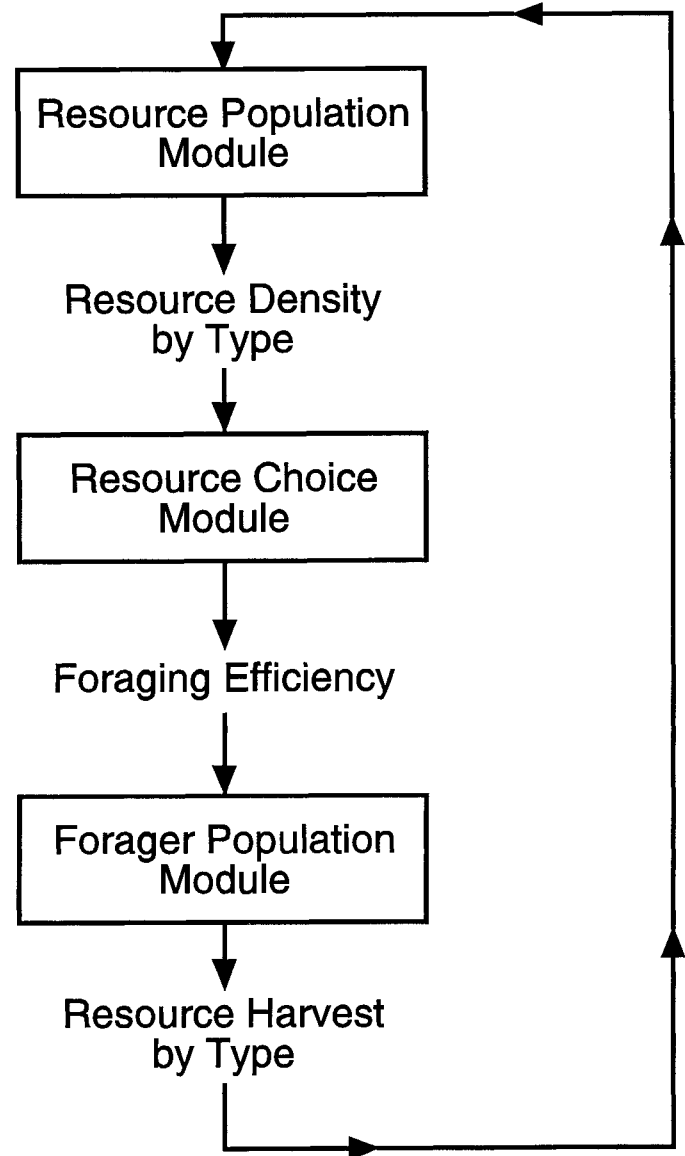 Resource Population
Module
Resource Density
by Type
Resource Choice
Module
Foraging Efficiency
Forager Population
Module
Resource Harvest
by Type